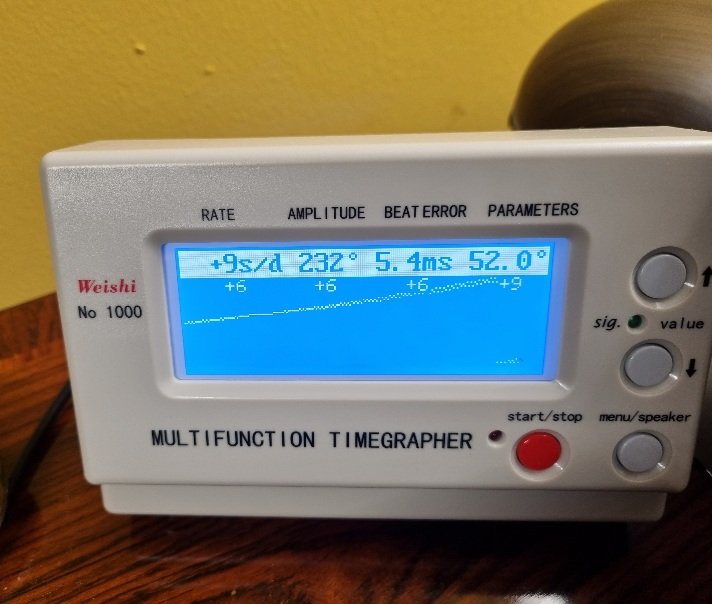 RATE AMPLITUDE BEAT ERROR PARAMETERS
+9s/d 232° 5.4ms 52.0°
+6 +6 +6 +9
Weishi
No 1000
sig. value
start/stop menu/speaker
MULTIFUNCTION TIMEGRAPHER